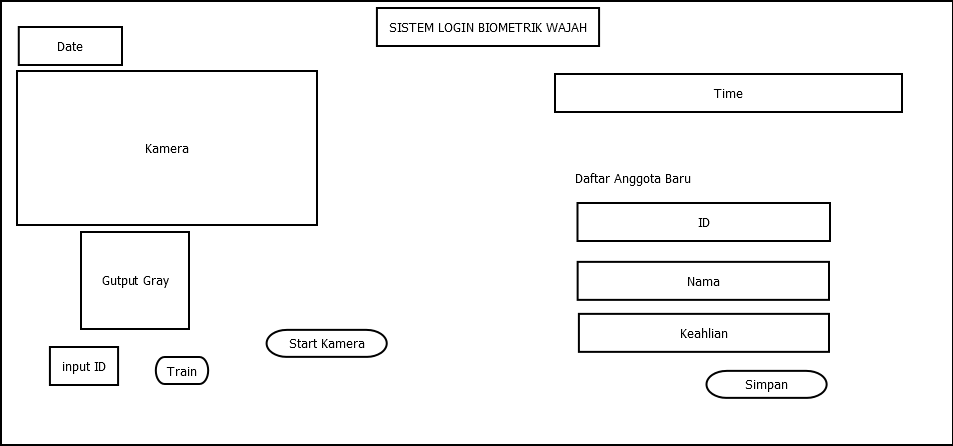 SISTEM LOGIN BIOMETRIK WAJAH
Date
Kamera
Time
Daftar Anggota Baru
ID
Nama
Keahlian
Simpan
Gutput Gray
input ID
Train
Start Kamera